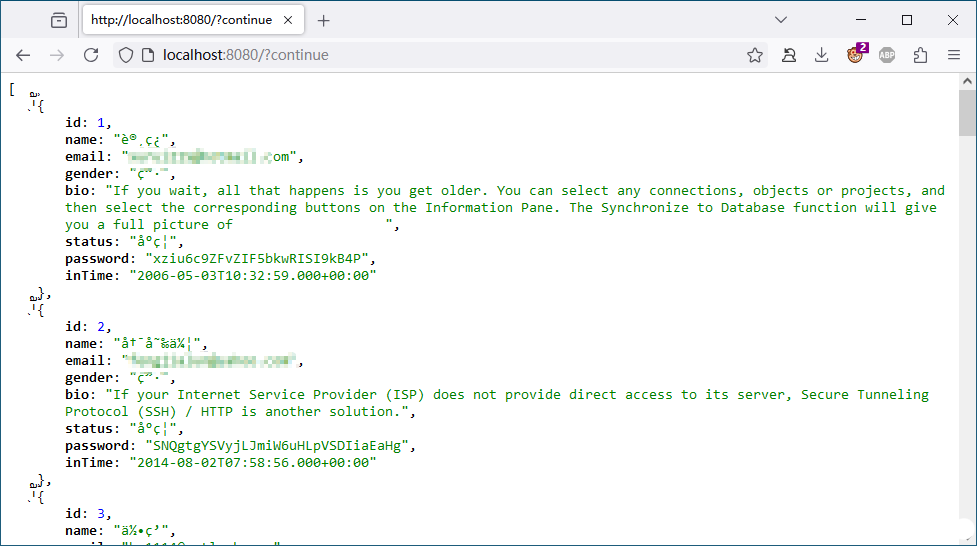 http://localhost:8080/?continue
2
localhost:8080/?continue
ABP
[
{
id: 1,
name: "è®¸ç¿",
email: "om",
gender: "ç”·",
bio: "If you wait, all that happens is you get older. You can select any connections, objects or projects, and
then select the corresponding buttons on the Information Pane. The Synchronize to Database function will give
you a full picture of ",
status: "å°ç¦",
password: "xziu6c9ZFvZIF5bkwRISI9kB4P",
inTime: "2006-05-03T10:32:59.000+00:00"
},
{
id: 2,
name: "å†¯å˜‰ä¼¦",
email: "",
gender: "ç”·",
bio: "If your Internet Service Provider (ISP) does not provide direct access to its server, Secure Tunneling
Protocol (SSH) / HTTP is another solution.",
status: "å°ç¦",
password: "SNQgtgYSVyjLJmiW6uHLpVSDIiaEaHg",
inTime: "2014-08-02T07:58:56.000+00:00"
},
{
id: 3,
name: "ä½•ç’",